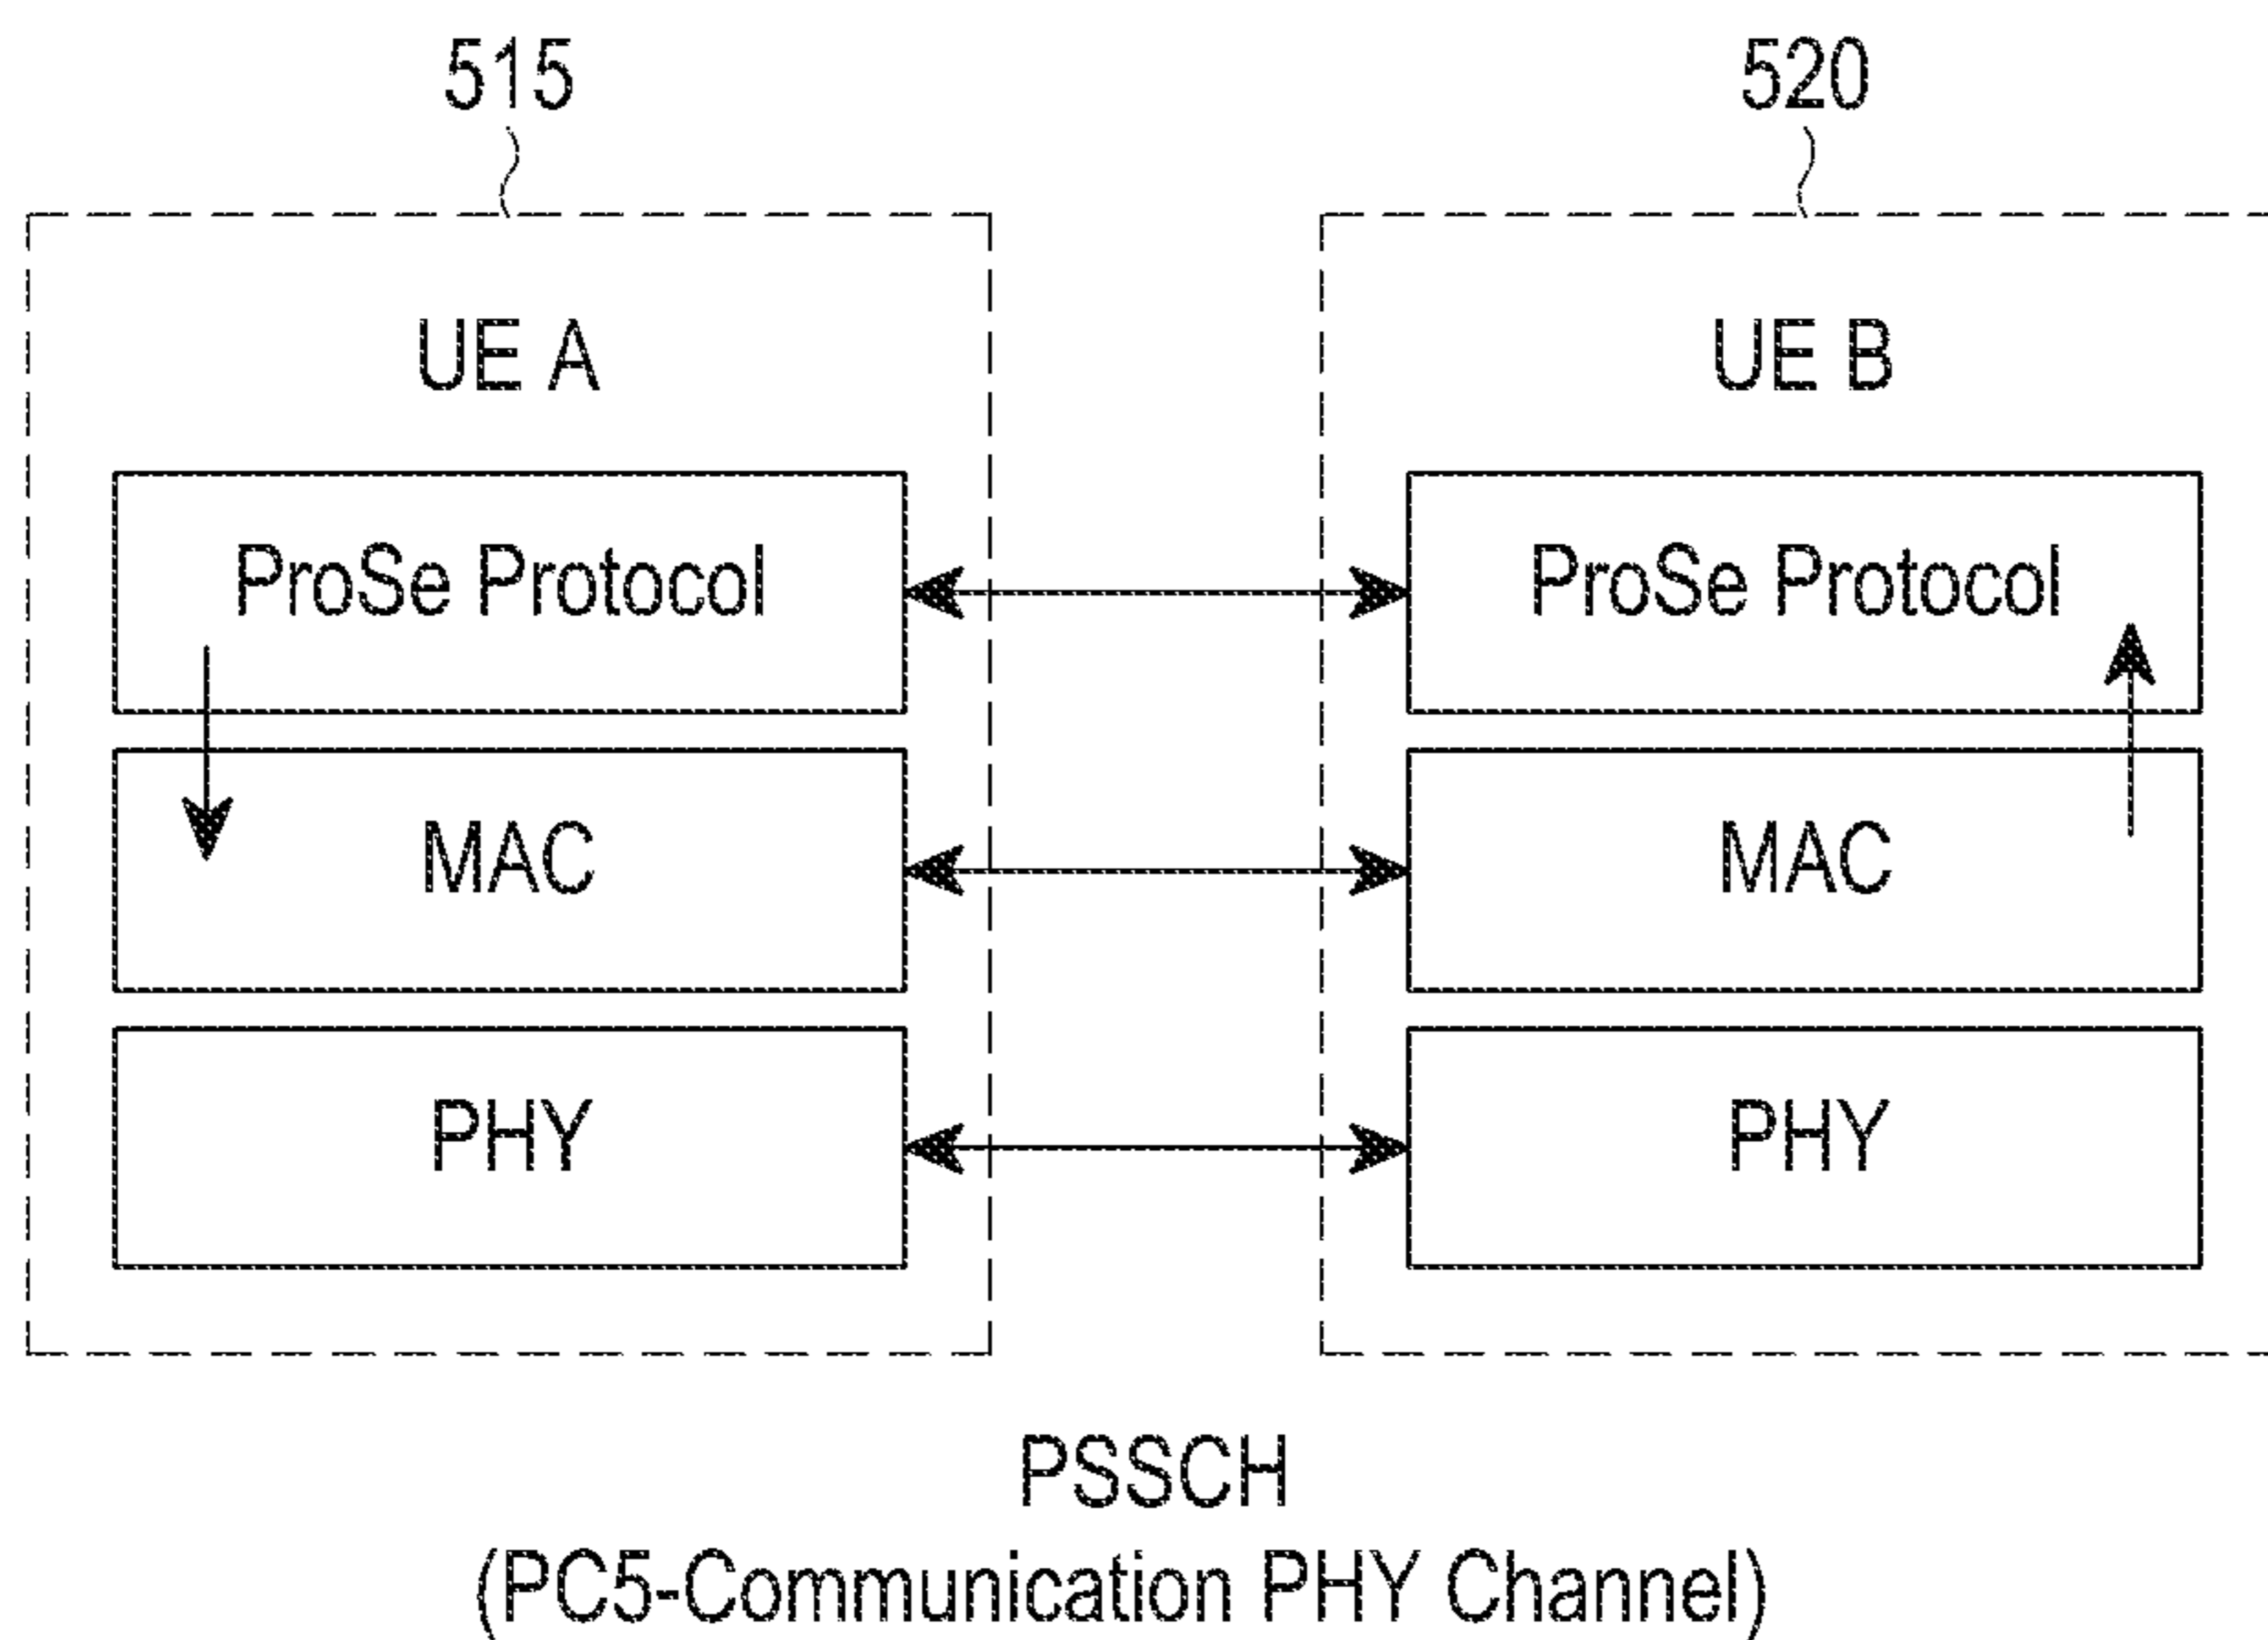 515
520
UE A
UE B
ProSe Protocol
ProSe Protocol
MAC
MAC
PHY
PHY
PSSCH
(PC5-Communication PHY Channel)